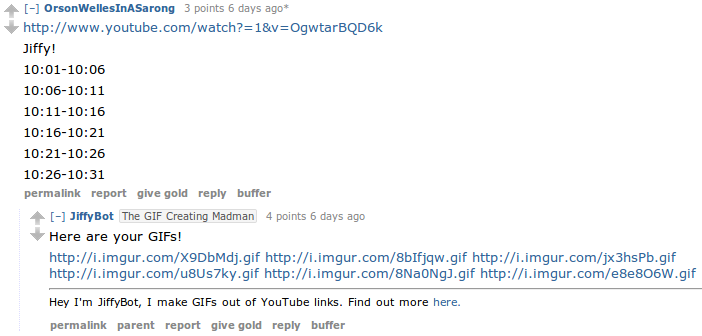 [–] OrsonWellesInASarong 3 points 6 days ago*
http://www.youtube.com/watch?=1&v=OgwtarBQD6k
Jiffy!
10:01-10:06
10:06-10:11
10:11-10:16
10:16-10:21
10:21-10:26
10:26-10:31
permalink report give gold reply buffer
[–] JiffyBot The GIF Creating Madman 4 points 6 days ago
Here are your GIFs!
http://i.imgur.com/X9DbMdj.gif http://i.imgur.com/8bIfjqw.gif http://i.imgur.com/jx3hsPb.gif
http://i.imgur.com/u8Us7ky.gif http://i.imgur.com/8Na0NgJ.gif http://i.imgur.com/e8e8O6W.gif
Hey I'm JiffyBot, I make GIFs out of YouTube links. Find out more here.
permalink parent report give gold reply buffer